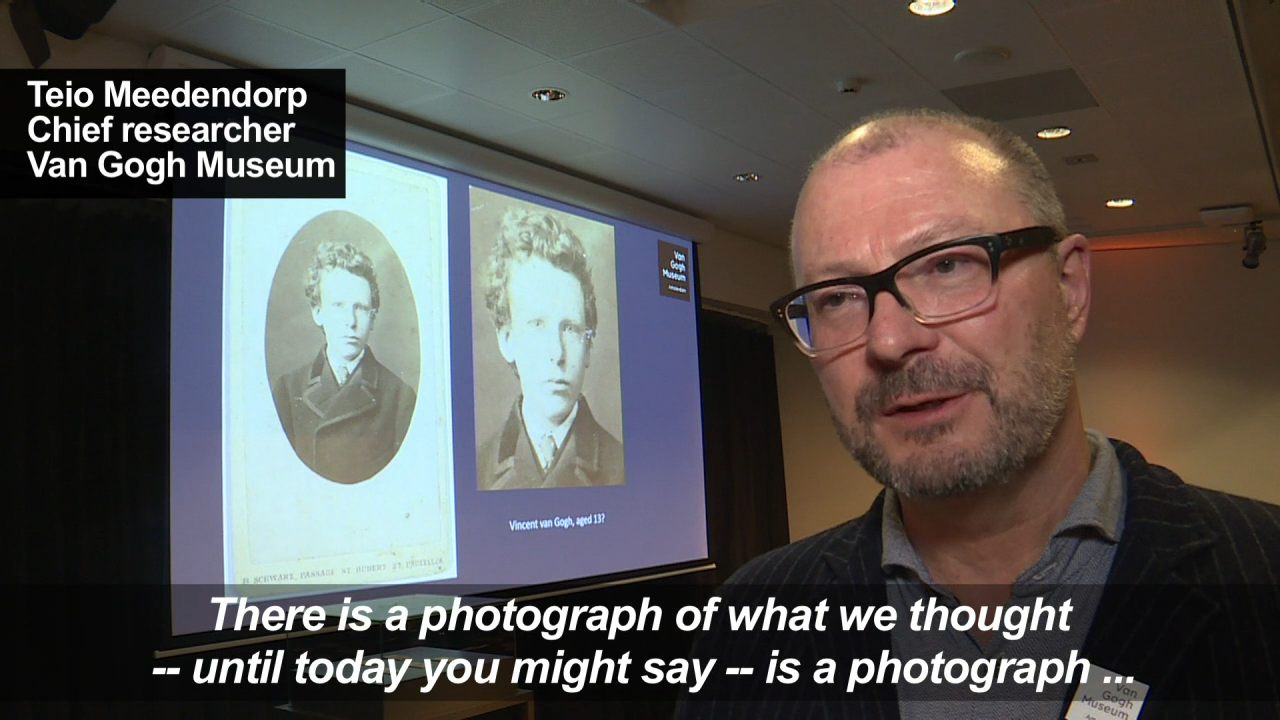 Teio Meedendorp
Chief researcher
Van Gogh Museum
Van
Gogh
Museum
Vincent van Gogh, aged 13?
There is a photograph of what we thought
-- until today you might say -- is a photograph ...
Van
Gogh
Museum